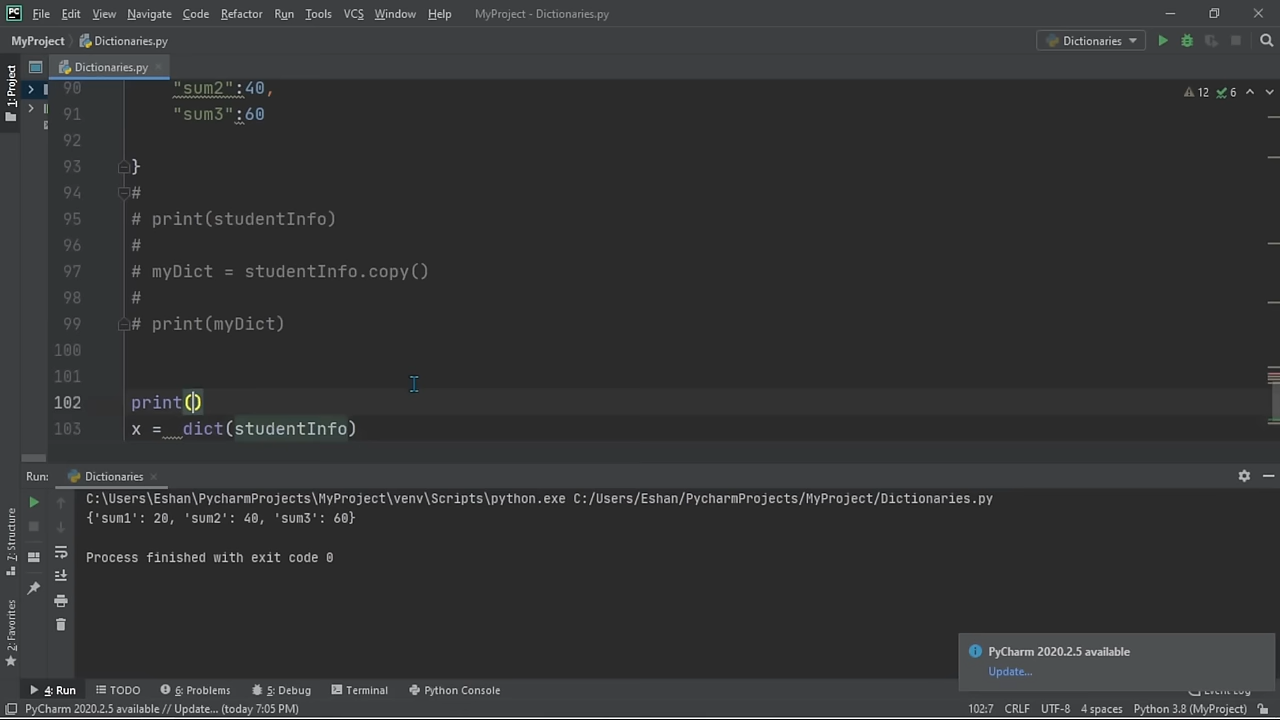 File Edit View Navigate Code Refactor Run Tools VCS Window Help MyProject - Dictionaries.py
MyProject Dictionaries.py Dictionaries
1: Project
Dictionaries.py
90 "sum2":40,
12 6
91 "sum3":60
92
93 }
94 #
95 # print(studentInfo)
96 #
97 # myDict = studentInfo.copy()
98 #
99 # print(myDict)
100
101
102 print()
103 x = dict(studentInfo)
Run: Dictionaries
C:\Users\Eshan\PycharmProjects\MyProject\venv\Scripts\python.exe C:/Users/Eshan/PycharmProjects/MyProject/Dictionaries.py
{'sum1': 20, 'sum2': 40, 'sum3': 60}
Process finished with exit code 0
7: Structure
2: Favorites
PyCharm 2020.2.5 available
Update...
4: Run TODO 6: Problems 5: Debug Terminal Python Console Event Log
PyCharm 2020.2.5 available // Update... (today 7:05 PM) 102:7 CRLF UTF-8 4 spaces Python 3.8 (MyProject)